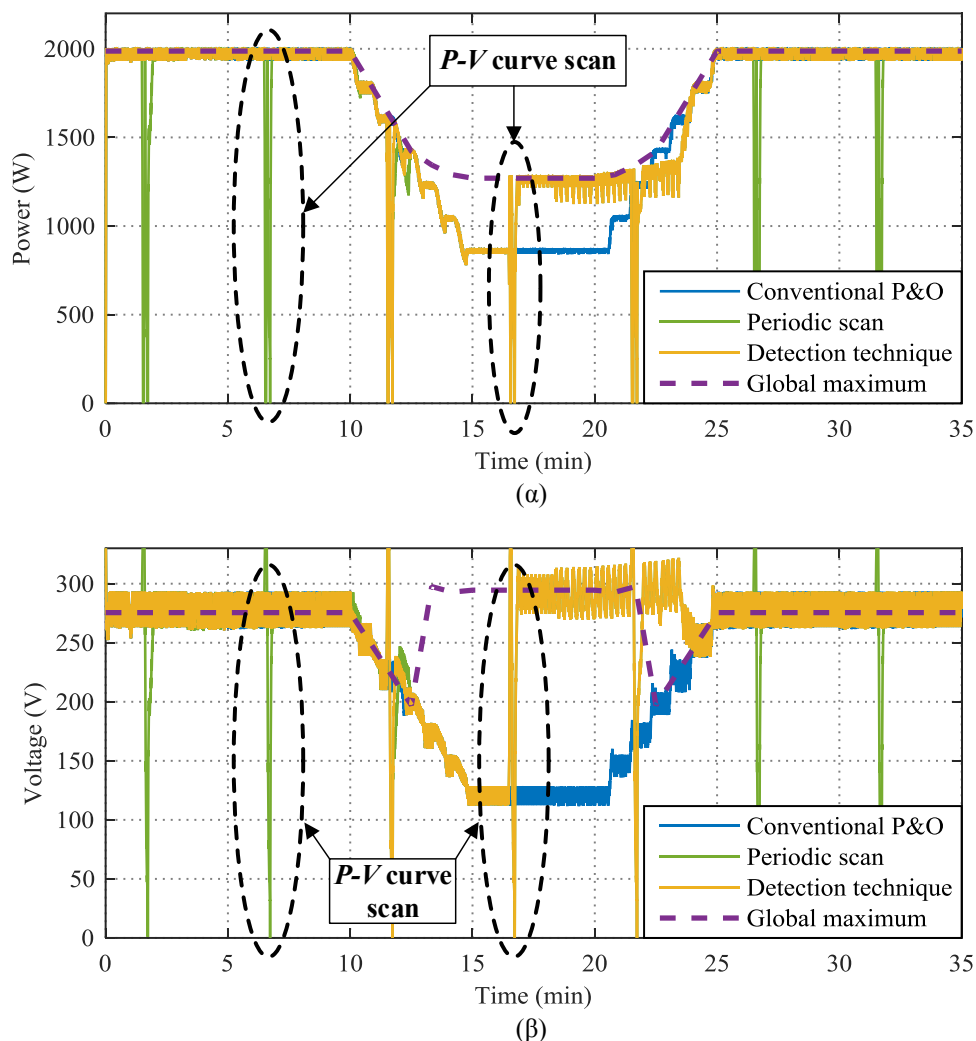 2000
1500
1000
500
0
Power (W)
P-V curve scan
Conventional P&O
Periodic scan
Detection technique
Global maximum
0 5 10 15 20 25 30 35
Time (min)
(α)
300
250
200
150
100
50
0
Voltage (V)
P-V curve
scan
Conventional P&O
Periodic scan
Detection technique
Global maximum
0 5 10 15 20 25 30 35
Time (min)
(β)